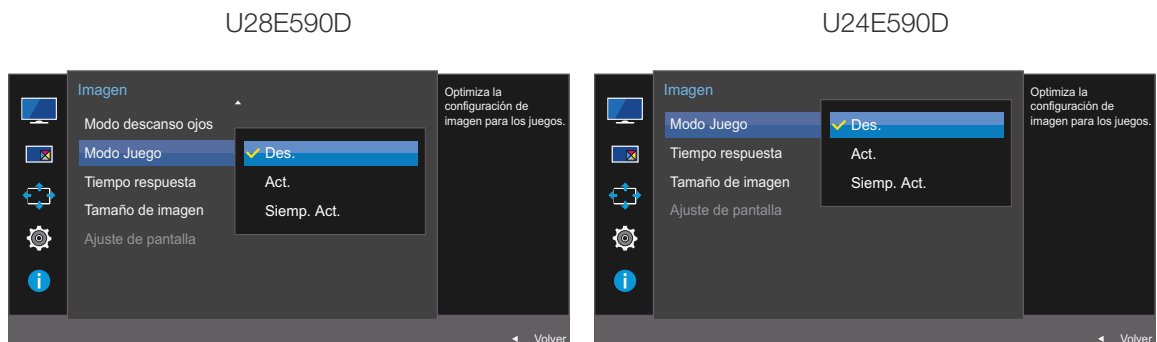 U28E590D
Imagen
Modo descanso ojos
Modo Juego
Tiempo respuesta
Tamaño de imagen
Ajuste de pantalla
Des.
Act.
Siemp. Act.
Optimiza la
configuración de
imagen para los juegos.
Volver
U24E590D
Imagen
Modo Juego
Tiempo respuesta
Tamaño de imagen
Ajuste de pantalla
Des.
Act.
Siemp. Act.
Optimiza la
configuración de
imagen para los juegos.
Volver